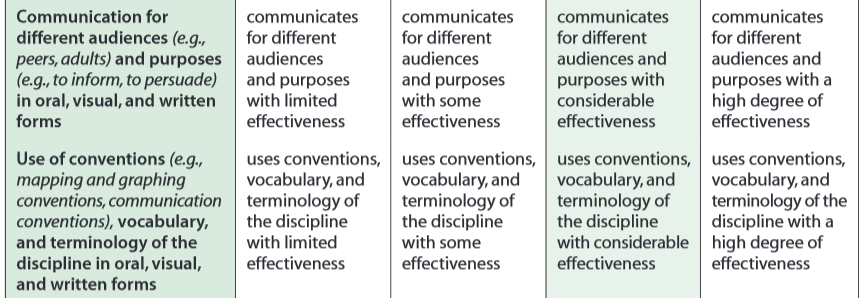 Communication for
different audiences (e.g.,
peers, adults) and purposes
(e.g., to inform, to persuade)
in oral, visual, and written
forms
communicates
for different
audiences
and purposes
with limited
effectiveness
communicates
for different
audiences
and purposes
with some
effectiveness
communicates
for different
audiences and
purposes with
considerable
effectiveness
communicates
for different
audiences and
purposes with a
high degree of
effectiveness
Use of conventions (e.g.,
mapping and graphing
conventions, communication
conventions), vocabulary,
and terminology of the
discipline in oral, visual,
and written forms
uses conventions,
vocabulary, and
terminology of
the discipline
with limited
effectiveness
uses conventions,
vocabulary, and
terminology of
the discipline
with some
effectiveness
uses conventions,
vocabulary, and
terminology of
the discipline
with considerable
effectiveness
uses conventions,
vocabulary, and
terminology of the
discipline with a
high degree of
effectiveness